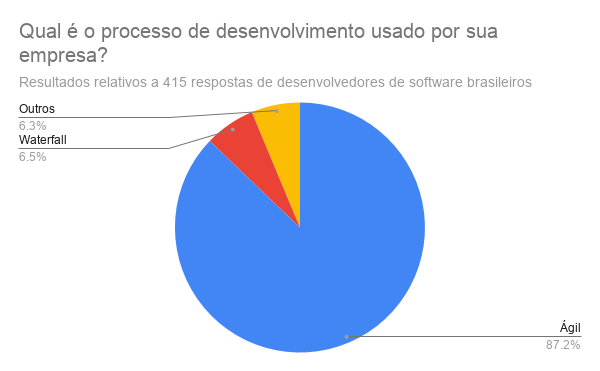 Qual é o processo de desenvolvimento usado por sua
empresa?
Resultados relativos a 415 respostas de desenvolvedores de software brasileiros
Outros
6.3%
Waterfall
6.5%
Ágil
87.2%